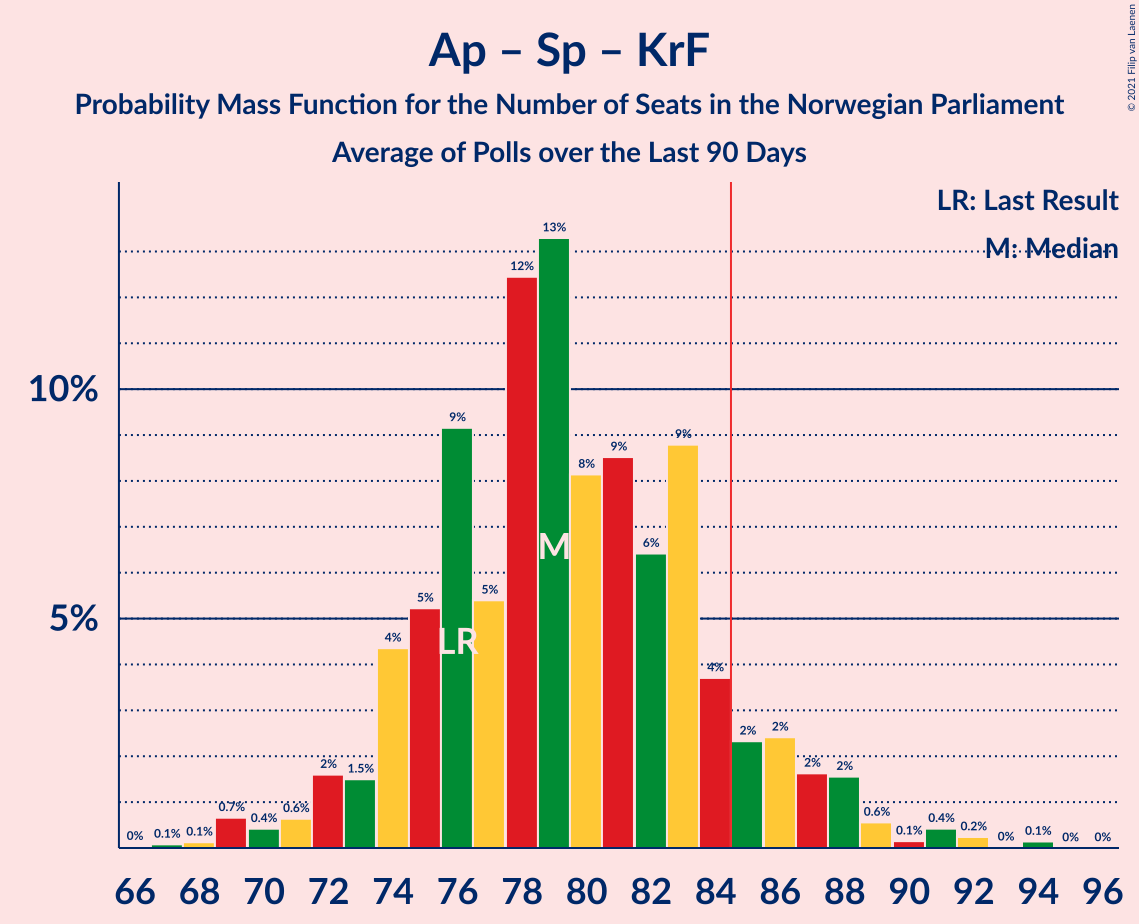 Ap – Sp – KrF
Probability Mass Function for the Number of Seats in the Norwegian Parliament
Average of Polls over the Last 90 Days
© 2021 Filip van Laenen
LR: Last Result
M: Median
10%
5%
0% 0.1% 0.1% 0.7% 0.4% 0.6% 2% 1.5% 4% 5% 9% 5% 12% 13% 8% 9% 6% 9% 4% 2% 2% 2% 2% 0.6% 0.1% 0.4% 0.2% 0% 0.1% 0% 0%
LR
M
66 68 70 72 74 76 78 80 82 84 86 88 90 92 94 96